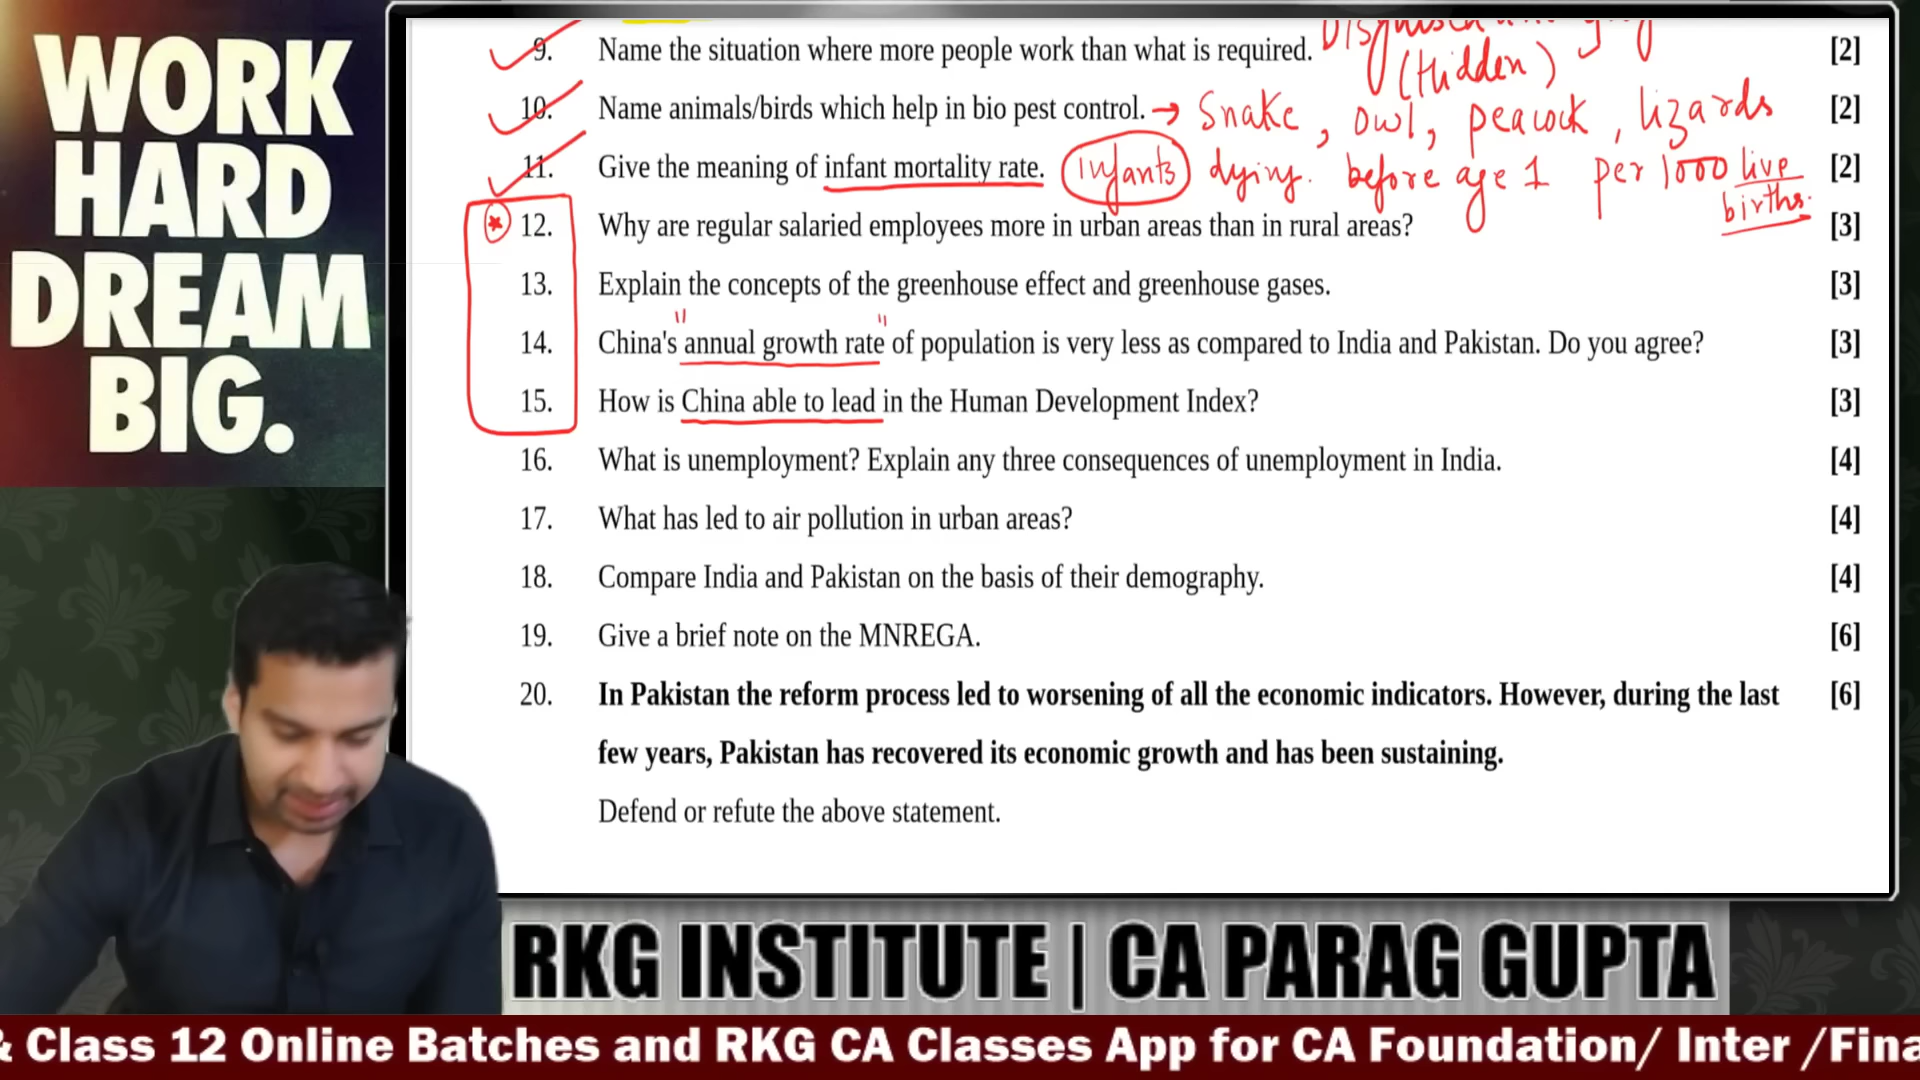 WORK
HARD
DREAM
BIG.
9. Name the situation where more people work than what is required. [2]
(Hidden)
10. Name animals/birds which help in bio pest control. → Snake, owl, peacock, lizards [2]
11. Give the meaning of infant mortality rate. Infants dying. before age 1 per 1000 live births. [2]
12. Why are regular salaried employees more in urban areas than in rural areas? [3]
13. Explain the concepts of the greenhouse effect and greenhouse gases. [3]
14. China's "annual growth rate" of population is very less as compared to India and Pakistan. Do you agree? [3]
15. How is China able to lead in the Human Development Index? [3]
16. What is unemployment? Explain any three consequences of unemployment in India. [4]
17. What has led to air pollution in urban areas? [4]
18. Compare India and Pakistan on the basis of their demography. [4]
19. Give a brief note on the MNREGA. [6]
20. In Pakistan the reform process led to worsening of all the economic indicators. However, during the last [6]
few years, Pakistan has recovered its economic growth and has been sustaining.
Defend or refute the above statement.
RKG INSTITUTE | CA PARAG GUPTA
& Class 12 Online Batches and RKG CA Classes App for CA Foundation/ Inter /Fina